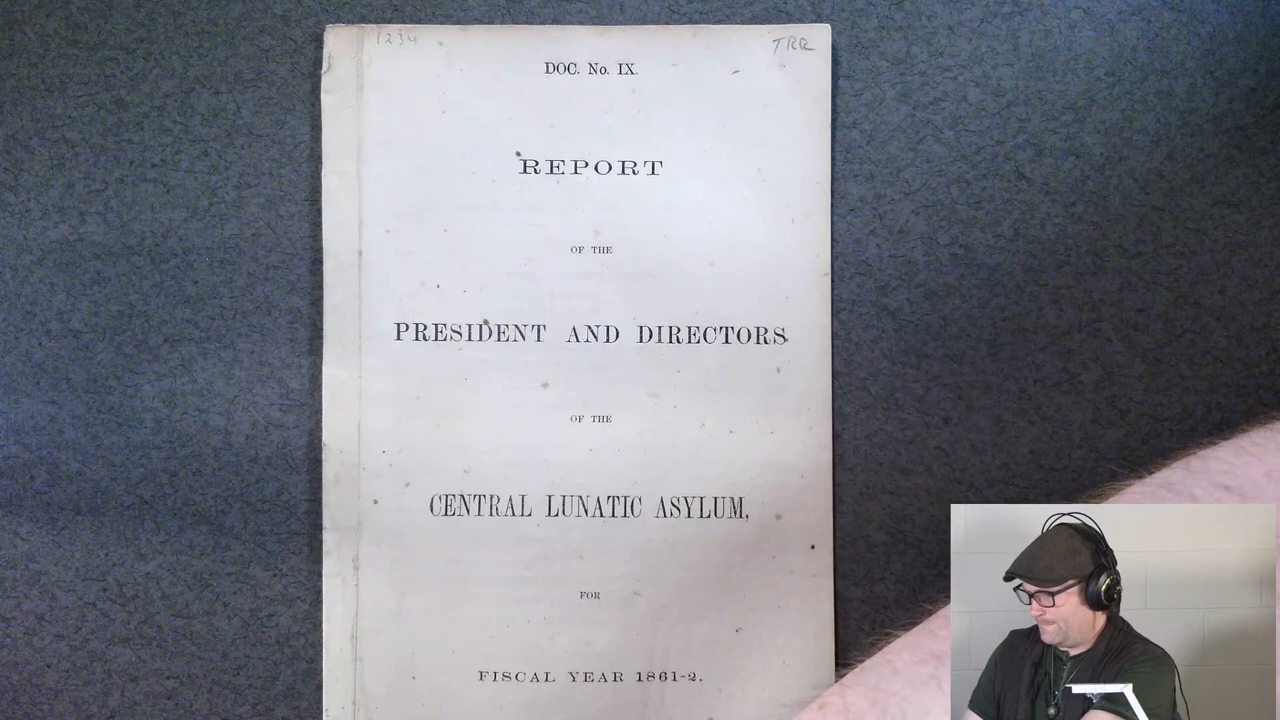 1234
TRR
DOC. No. IX.
REPORT
OF THE
PRESIDENT AND DIRECTORS
OF THE
CENTRAL LUNATIC ASYLUM,
FOR
FISCAL YEAR 1861-2.